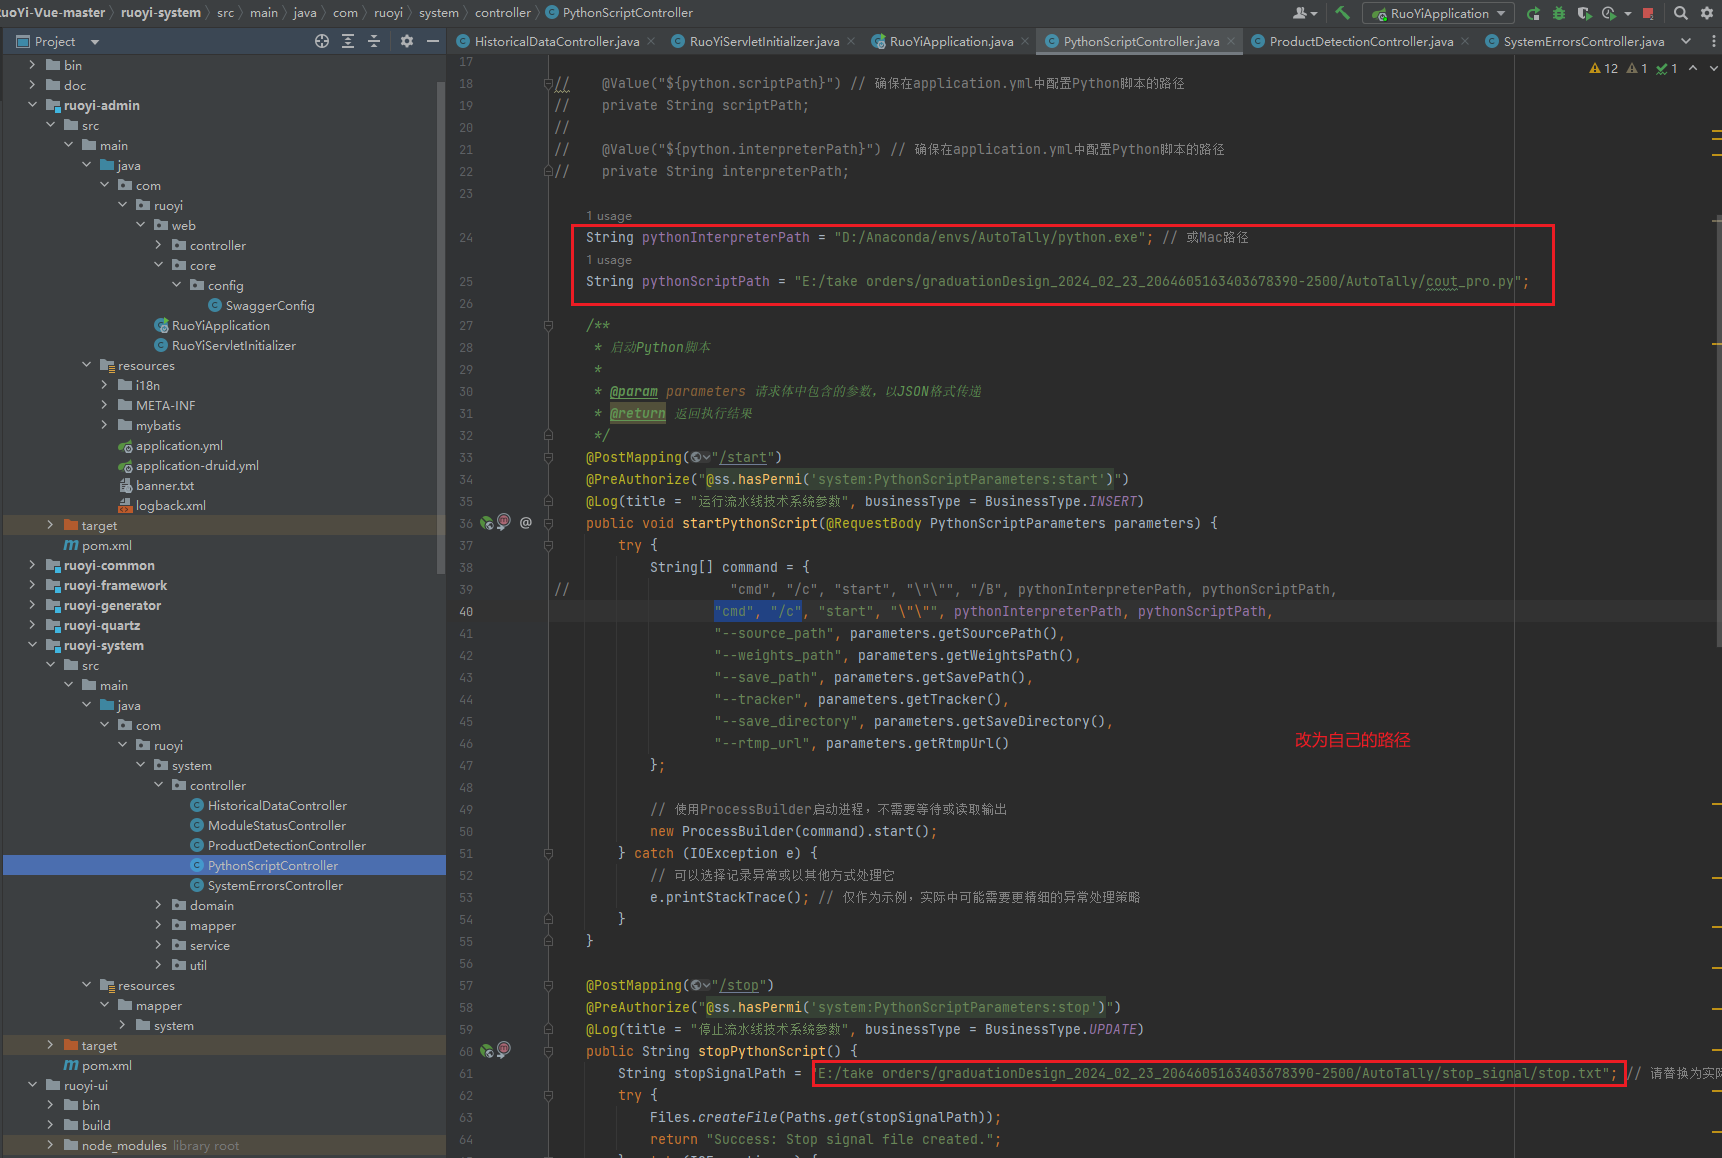 uoYi-Vue-master > ruoyi-system > src > main > java > com > ruoyi > system > controller > PythonScriptController
RuoYiApplication
Project
HistoricalDataController.java
RuoYiServletInitializer.java
RuoYiApplication.java
PythonScriptController.java
ProductDetectionController.java
SystemErrorsController.java
12 1 1
bin
doc
ruoyi-admin
src
main
java
com
ruoyi
web
controller
core
config
SwaggerConfig
RuoYiApplication
RuoYiServletInitializer
resources
i18n
META-INF
mybatis
application.yml
application-druid.yml
banner.txt
logback.xml
target
pom.xml
ruoyi-common
ruoyi-framework
ruoyi-generator
ruoyi-quartz
ruoyi-system
src
main
java
com
ruoyi
system
controller
HistoricalDataController
ModuleStatusController
ProductDetectionController
PythonScriptController
SystemErrorsController
domain
mapper
service
util
resources
mapper
system
target
pom.xml
ruoyi-ui
bin
build
node_modules library root
17
18 // @Value("${python.scriptPath}") // 确保在application.yml中配置Python脚本的路径
19 // private String scriptPath;
20 //
21 // @Value("${python.interpreterPath}") // 确保在application.yml中配置Python脚本的路径
22 // private String interpreterPath;
23
1 usage
24 String pythonInterpreterPath = "D:/Anaconda/envs/AutoTally/python.exe"; // 或Mac路径
1 usage
25 String pythonScriptPath = "E:/take orders/graduationDesign_2024_02_23_2064605163403678390-2500/AutoTally/cout_pro.py";
26
27 /**
28 * 启动Python脚本
29 *
30 * @param parameters 请求体中包含的参数，以JSON格式传递
31 * @return 返回执行结果
32 */
33 @PostMapping("/start")
34 @PreAuthorize("@ss.hasPermi('system:PythonScriptParameters:start')")
35 @Log(title = "运行流水线技术系统参数", businessType = BusinessType.INSERT)
36 @ public void startPythonScript(@RequestBody PythonScriptParameters parameters) {
37 try {
38 String[] command = {
39 // "cmd", "/c", "start", "\"\"", "/B", pythonInterpreterPath, pythonScriptPath,
40 "cmd", "/c", "start", "\"\"", pythonInterpreterPath, pythonScriptPath,
41 "--source_path", parameters.getSourcePath(),
42 "--weights_path", parameters.getWeightsPath(),
43 "--save_path", parameters.getSavePath(),
44 "--tracker", parameters.getTracker(),
45 "--save_directory", parameters.getSaveDirectory(),
46 "--rtmp_url", parameters.getRtmpUrl()
改为自己的路径
47 };
48
49 // 使用ProcessBuilder启动进程，不需要等待或读取输出
50 new ProcessBuilder(command).start();
51 } catch (IOException e) {
52 // 可以选择记录异常或以其他方式处理它
53 e.printStackTrace(); // 仅作为示例，实际中可能需要更精细的异常处理策略
54 }
55 }
56
57 @PostMapping("/stop")
58 @PreAuthorize("@ss.hasPermi('system:PythonScriptParameters:stop')")
59 @Log(title = "停止流水线技术系统参数", businessType = BusinessType.UPDATE)
60 public String stopPythonScript() {
61 String stopSignalPath = "E:/take orders/graduationDesign_2024_02_23_2064605163403678390-2500/AutoTally/stop_signal/stop.txt"; // 请替换为实际
62 try {
63 Files.createFile(Paths.get(stopSignalPath));
64 return "Success: Stop signal file created.";